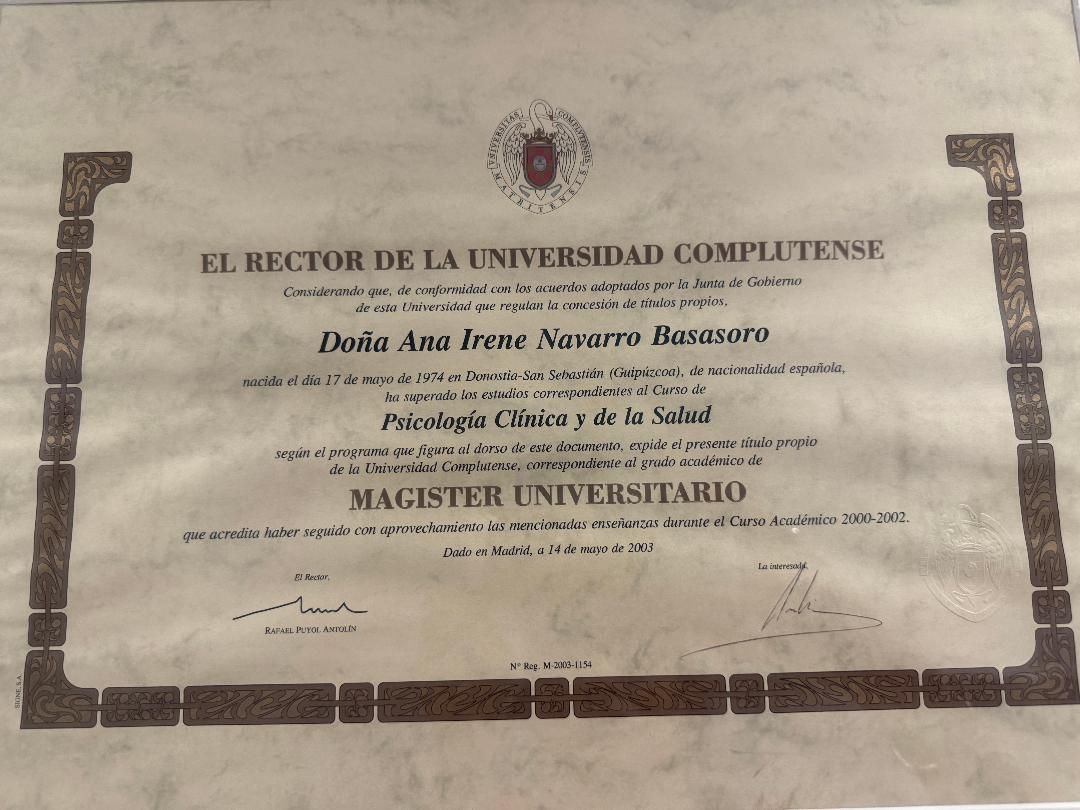 UNIVERSITAS COMPLUTENSIS
MATRITENSIS
EL RECTOR DE LA UNIVERSIDAD COMPLUTENSE
Considerando que, de conformidad con los acuerdos adoptados por la Junta de Gobierno
de esta Universidad que regulan la concesión de títulos propios,
Doña Ana Irene Navarro Basasoro
nacida el día 17 de mayo de 1974 en Donostia-San Sebastián (Guipúzcoa), de nacionalidad española,
ha superado los estudios correspondientes al Curso de
Psicología Clínica y de la Salud
según el programa que figura al dorso de este documento, expide el presente título propio
de la Universidad Complutense, correspondiente al grado académico de
MAGISTER UNIVERSITARIO
que acredita haber seguido con aprovechamiento las mencionadas enseñanzas durante el Curso Académico 2000-2002.
Dado en Madrid, a 14 de mayo de 2003
El Rector,
La interesada,
RAFAEL PUYOL ANTOLÍN
Nº Reg. M-2003-1154
SIGNE, S.A.